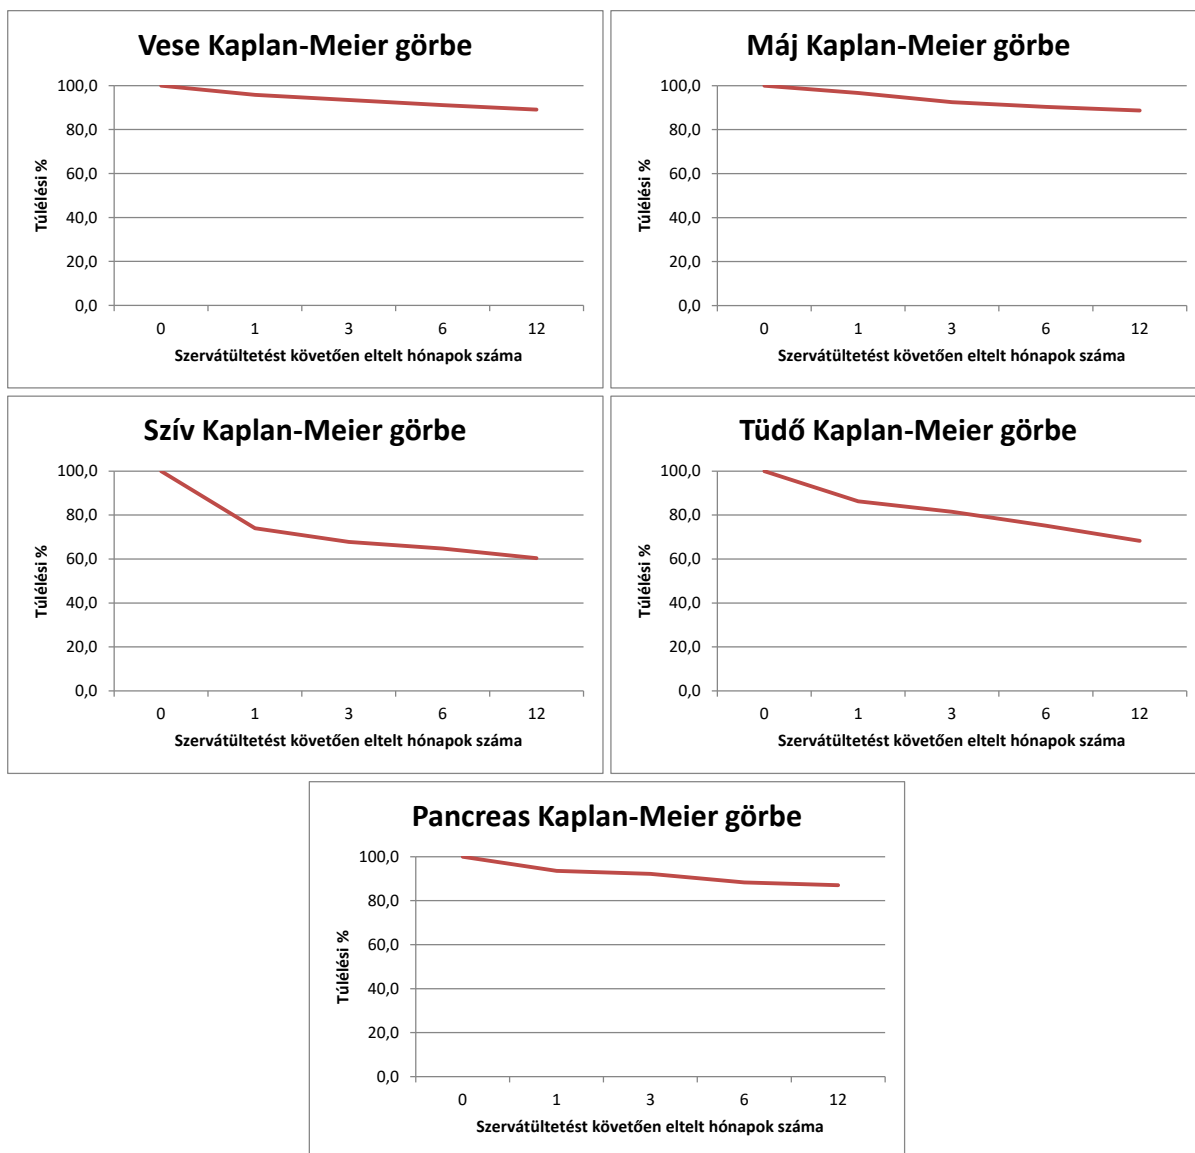 Vese Kaplan-Meier görbe
Túlélési %
100,0
80,0
60,0
40,0
20,0
0,0
0 1 3 6 12
Szervátültetést követően eltelt hónapok száma
Máj Kaplan-Meier görbe
Túlélési %
100,0
80,0
60,0
40,0
20,0
0,0
0 1 3 6 12
Szervátültetést követően eltelt hónapok száma
Szív Kaplan-Meier görbe
Túlélési %
100,0
80,0
60,0
40,0
20,0
0,0
0 1 3 6 12
Szervátültetést követően eltelt hónapok száma
Tüdő Kaplan-Meier görbe
Túlélési %
100,0
80,0
60,0
40,0
20,0
0,0
0 1 3 6 12
Szervátültetést követően eltelt hónapok száma
Pancreas Kaplan-Meier görbe
Túlélési %
100,0
80,0
60,0
40,0
20,0
0,0
0 1 3 6 12
Szervátültetést követően eltelt hónapok száma